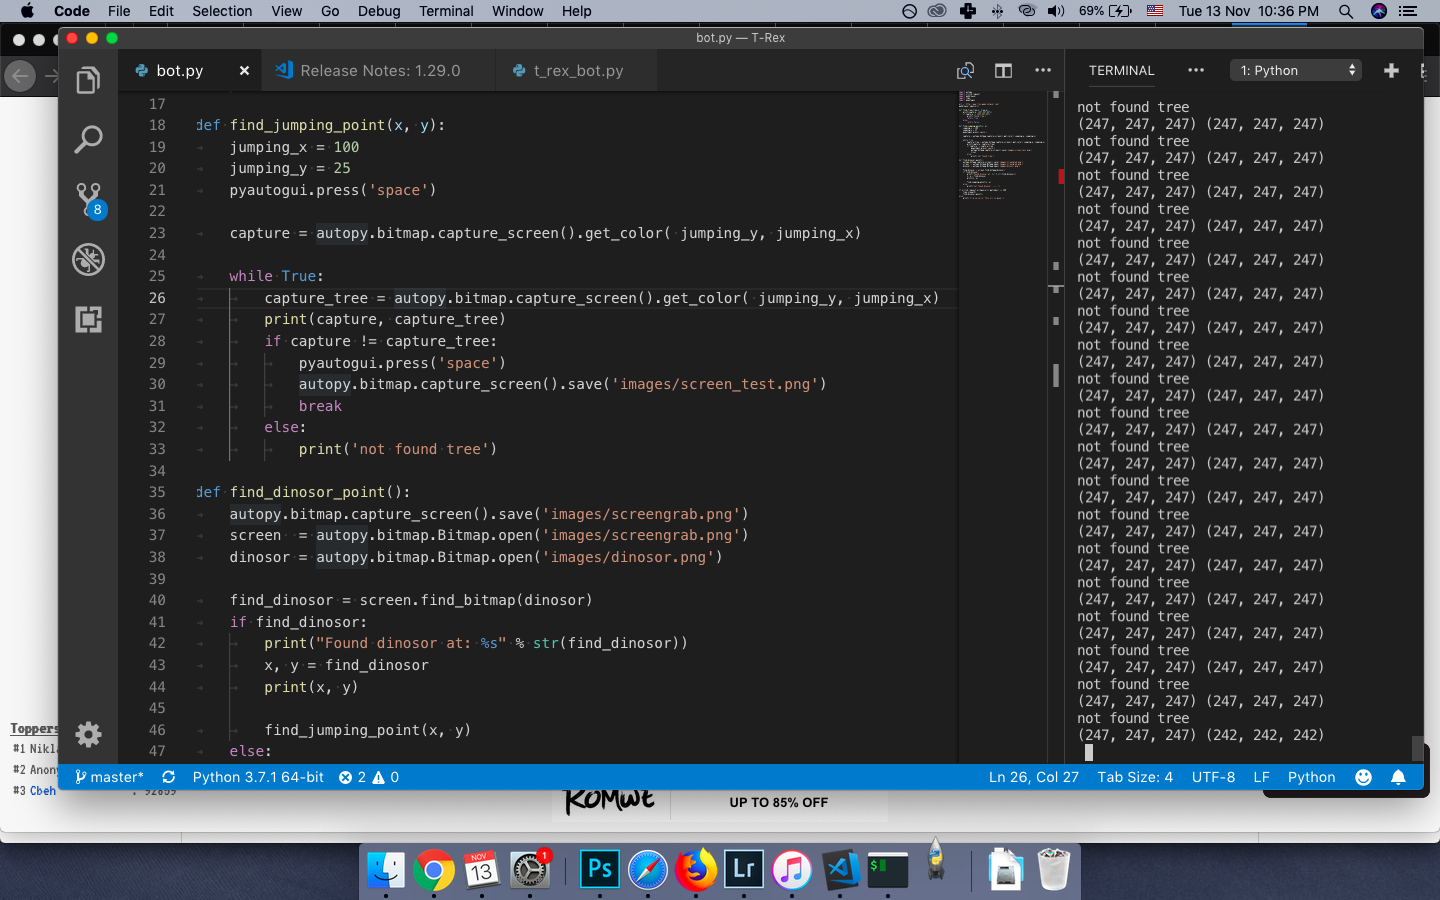 Code File Edit Selection View Go Debug Terminal Window Help 69% Tue 13 Nov 10:36 PM
bot.py — T-Rex
bot.py Release Notes: 1.29.0 t_rex_bot.py
17
18 def find_jumping_point(x, y):
19 jumping_x = 100
20 jumping_y = 25
21 pyautogui.press('space')
22
23 capture = autopy.bitmap.capture_screen().get_color( jumping_y, jumping_x)
24
25 while True:
26 capture_tree = autopy.bitmap.capture_screen().get_color( jumping_y, jumping_x)
27 print(capture, capture_tree)
28 if capture != capture_tree:
29 pyautogui.press('space')
30 autopy.bitmap.capture_screen().save('images/screen_test.png')
31 break
32 else:
33 print('not found tree')
34
35 def find_dinosor_point():
36 autopy.bitmap.capture_screen().save('images/screengrab.png')
37 screen = autopy.bitmap.Bitmap.open('images/screengrab.png')
38 dinosor = autopy.bitmap.Bitmap.open('images/dinosor.png')
39
40 find_dinosor = screen.find_bitmap(dinosor)
41 if find_dinosor:
42 print("Found dinosor at: %s" % str(find_dinosor))
43 x, y = find_dinosor
44 print(x, y)
45
46 find_jumping_point(x, y)
47 else:
TERMINAL 1: Python
not found tree
(247, 247, 247) (247, 247, 247)
not found tree
(247, 247, 247) (247, 247, 247)
not found tree
(247, 247, 247) (247, 247, 247)
not found tree
(247, 247, 247) (247, 247, 247)
not found tree
(247, 247, 247) (247, 247, 247)
not found tree
(247, 247, 247) (247, 247, 247)
not found tree
(247, 247, 247) (247, 247, 247)
not found tree
(247, 247, 247) (247, 247, 247)
not found tree
(247, 247, 247) (247, 247, 247)
not found tree
(247, 247, 247) (247, 247, 247)
not found tree
(247, 247, 247) (247, 247, 247)
not found tree
(247, 247, 247) (247, 247, 247)
not found tree
(247, 247, 247) (247, 247, 247)
not found tree
(247, 247, 247) (247, 247, 247)
not found tree
(247, 247, 247) (247, 247, 247)
not found tree
(247, 247, 247) (247, 247, 247)
not found tree
(247, 247, 247) (247, 247, 247)
not found tree
(247, 247, 247) (247, 247, 247)
not found tree
(247, 247, 247) (242, 242, 242)
8
Toppers
#1 Nikl
#2 Anony
#3 Cbeh : 92859
master* Python 3.7.1 64-bit 2 0 Ln 26, Col 27 Tab Size: 4 UTF-8 LF Python
ROMWE UP TO 85% OFF
NOV
13
1
Ps
Lr
$